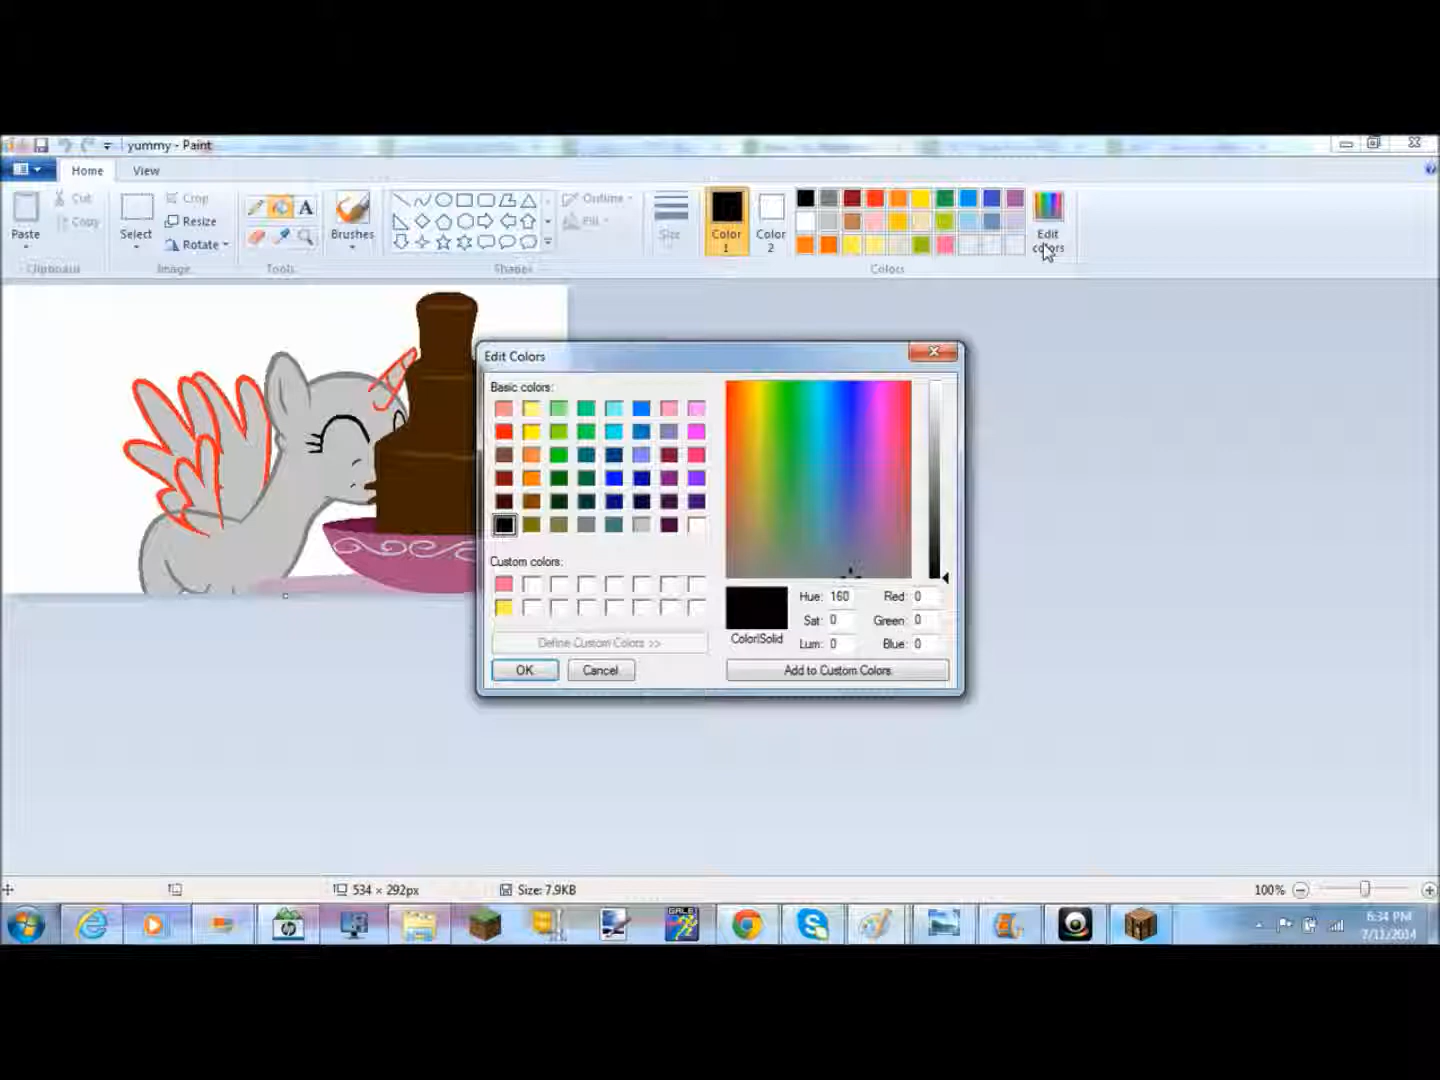 yummy - Paint
Home View
Paste
Cut
Copy
Clipboard
Select
Crop
Resize
Rotate
Image
A
Tools
Brushes
Outline
Fill
Shapes
Size
Color
1
Color
2
Colors
Edit
colors
Edit Colors
Basic colors:
Custom colors:
Define Custom Colors >>
OK Cancel
Color|Solid
Hue: 160 Red: 0
Sat: 0 Green: 0
Lum: 0 Blue: 0
Add to Custom Colors
534 × 292px Size: 7.9KB 100%
6:34 PM
7/11/2014